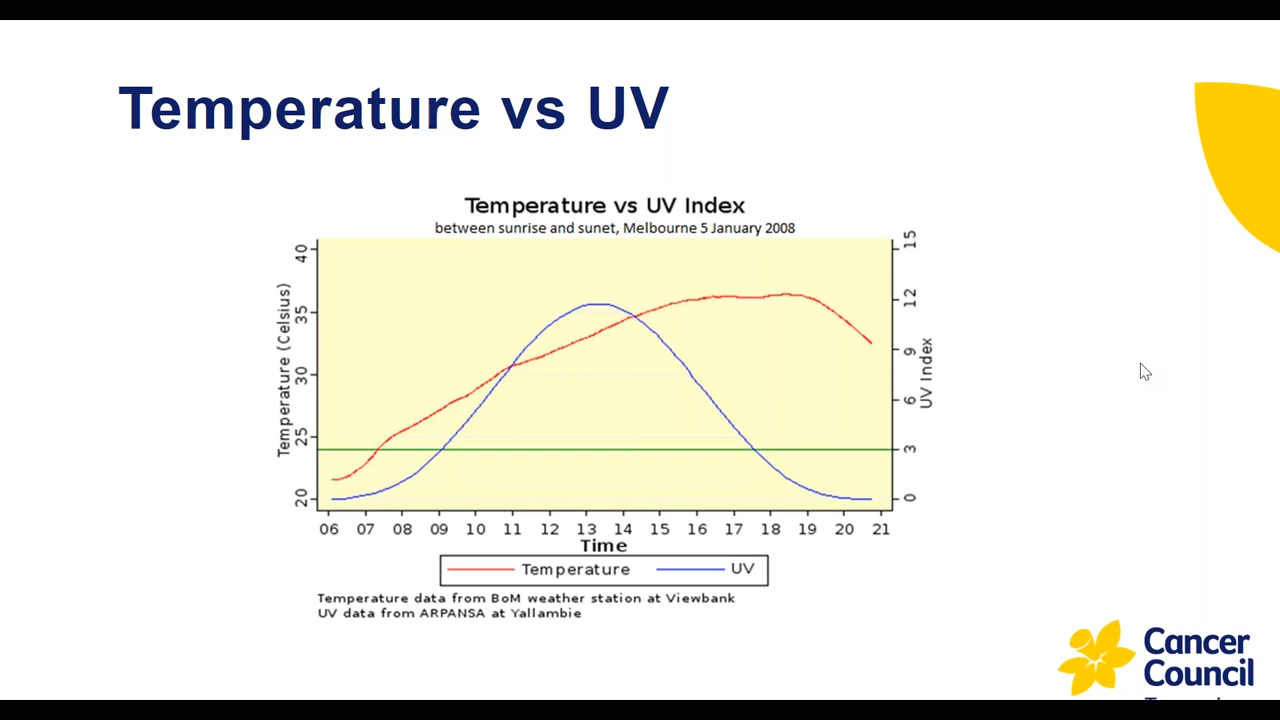 Temperature vs UV
Temperature vs UV Index
between sunrise and sunet, Melbourne 5 January 2008
Temperature (Celsius)
40
35
30
25
20
15
12
9
6
3
0
UV Index
06 07 08 09 10 11 12 13 14 15 16 17 18 19 20 21
Time
Temperature UV
Temperature data from BoM weather station at Viewbank
UV data from ARPANSA at Yallambie
Cancer
Council